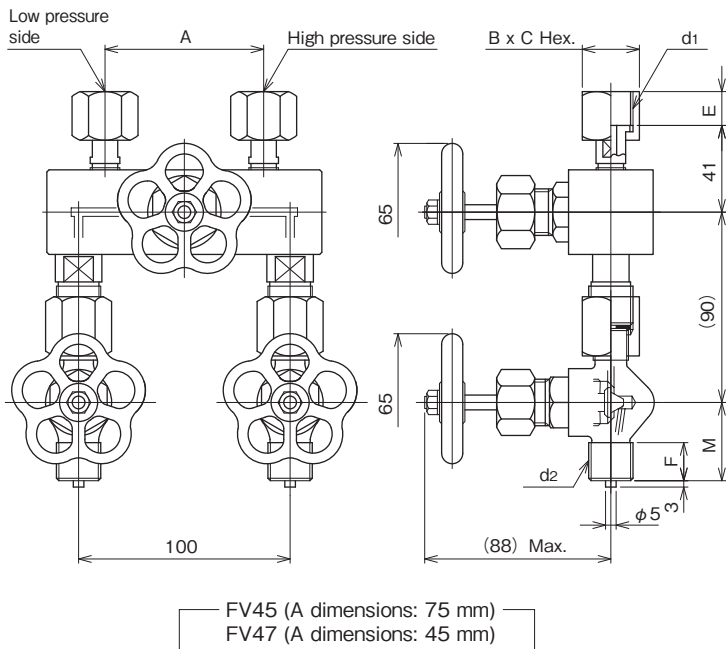 Low pressure
side
A
High pressure side
B x C Hex.
d1
E
41
65
(90)
65
M
F
d2
3
φ5
100
(88) Max.
FV45 (A dimensions: 75 mm)
FV47 (A dimensions: 45 mm)